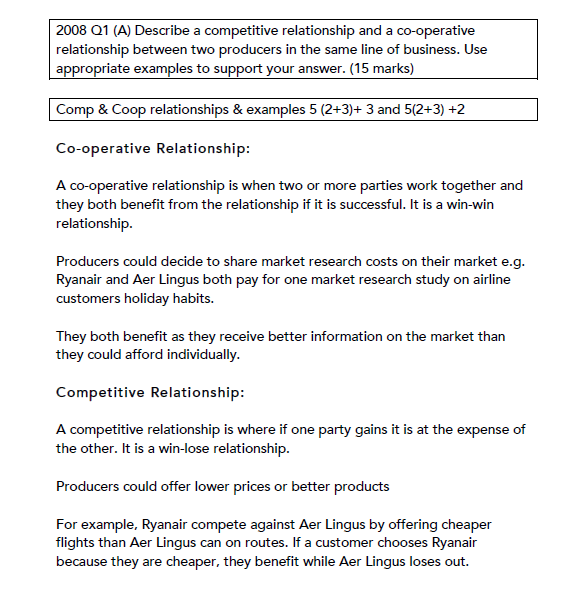 2008 Q1 (A) Describe a competitive relationship and a co-operative
relationship between two producers in the same line of business. Use
appropriate examples to support your answer. (15 marks)
Comp & Coop relationships & examples 5 (2+3)+ 3 and 5(2+3) +2
Co-operative Relationship:
A co-operative relationship is when two or more parties work together and
they both benefit from the relationship if it is successful. It is a win-win
relationship.
Producers could decide to share market research costs on their market e.g.
Ryanair and Aer Lingus both pay for one market research study on airline
customers holiday habits.
They both benefit as they receive better information on the market than
they could afford individually.
Competitive Relationship:
A competitive relationship is where if one party gains it is at the expense of
the other. It is a win-lose relationship.
Producers could offer lower prices or better products
For example, Ryanair compete against Aer Lingus by offering cheaper
flights than Aer Lingus can on routes. If a customer chooses Ryanair
because they are cheaper, they benefit while Aer Lingus loses out.